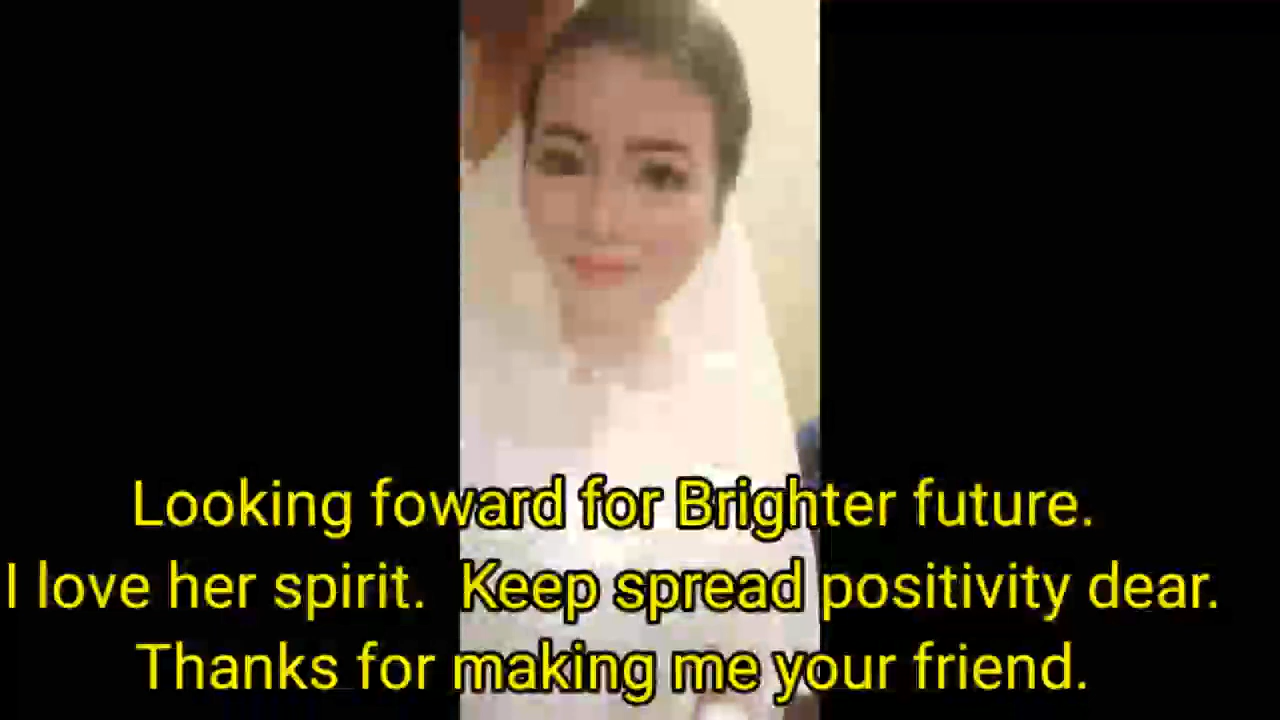 Looking foward for Brighter future.
I love her spirit.  Keep spread positivity dear.
Thanks for making me your friend.